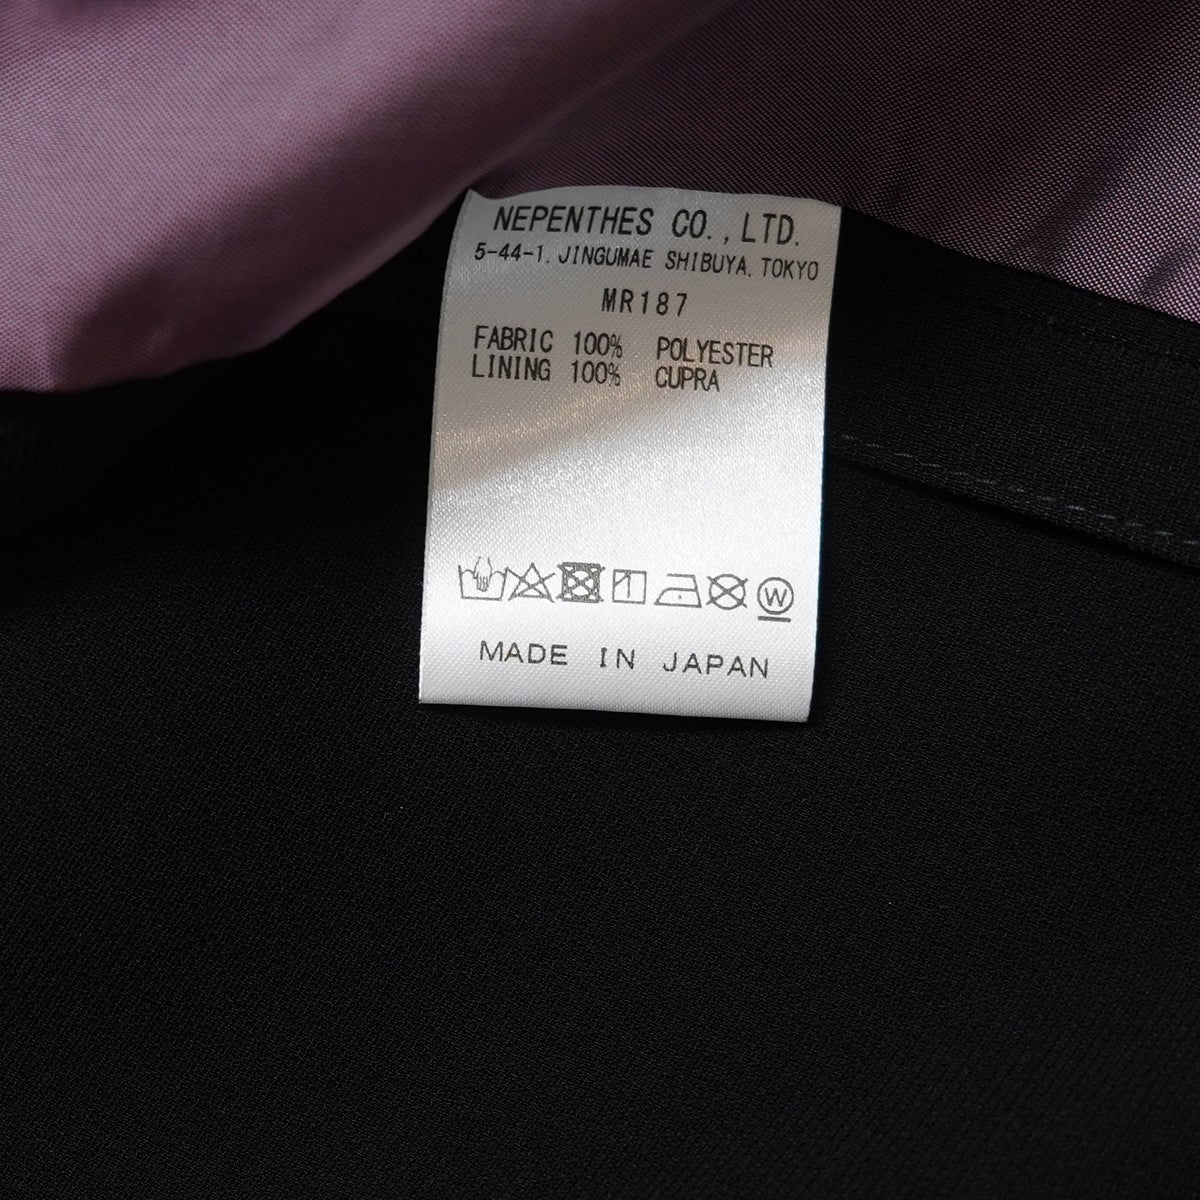 NEPENTHES CO., LTD.
5-44-1, JINGUMAE SHIBUYA, TOKYO
MR187
FABRIC 100% POLYESTER
LINING 100% CUPRA
W
MADE IN JAPAN